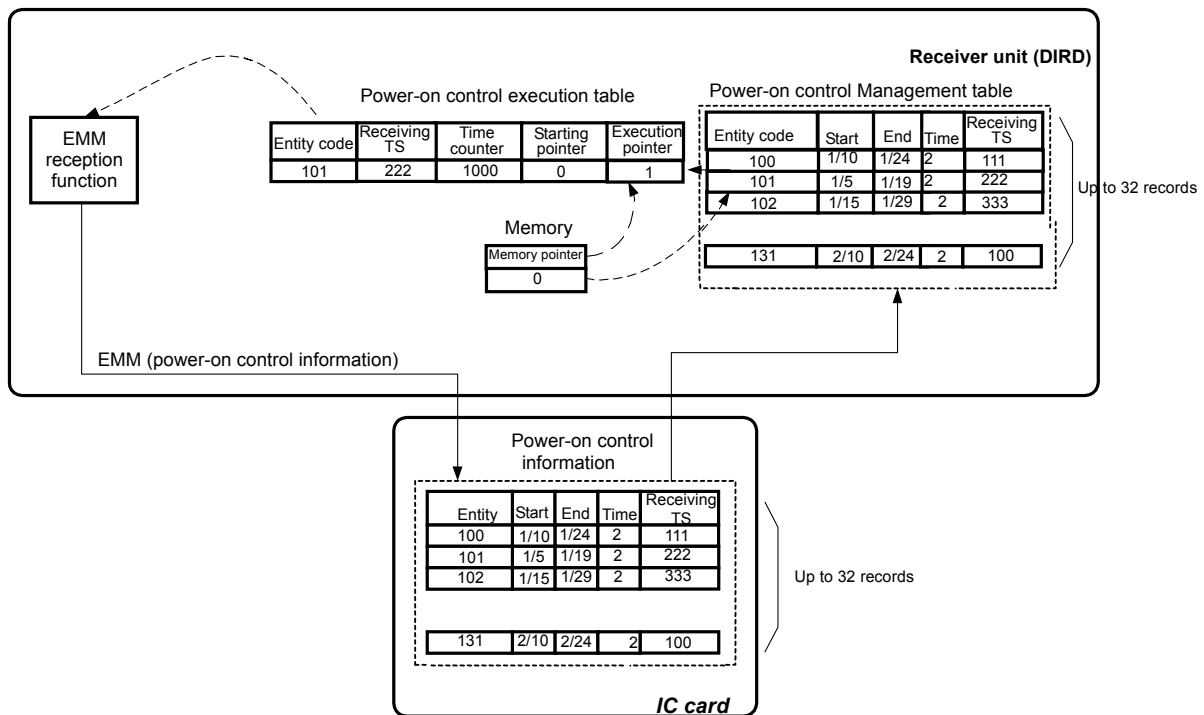 Receiver unit (DIRD)
Power-on control execution table
Power-on control Management table
EMM
reception
function
Entity code
Receiving
TS
Time
counter
Starting
pointer
Execution
pointer
101 222 1000 0 1
Entity code Start End Time Receiving
TS
100 1/10 1/24 2 111
101 1/5 1/19 2 222
102 1/15 1/29 2 333
131 2/10 2/24 2 100
Up to 32 records
Memory
Memory pointer
0
EMM (power-on control information)
Power-on control
information
Entity Start End Time Receiving
TS
100 1/10 1/24 2 111
101 1/5 1/19 2 222
102 1/15 1/29 2 333
131 2/10 2/24 2 100
Up to 32 records
IC card